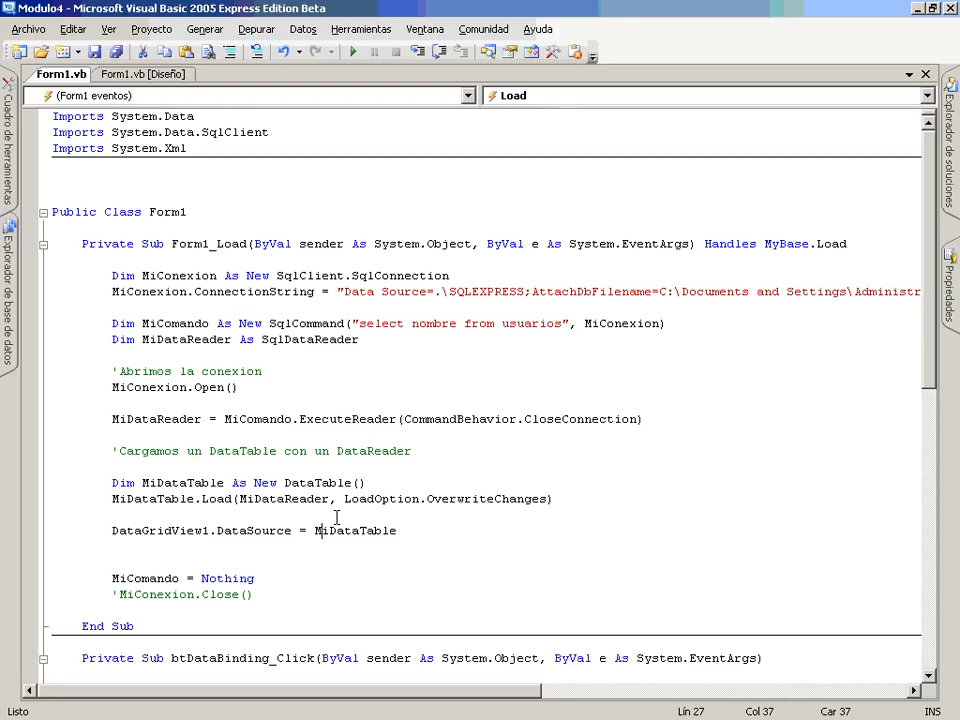 Modulo4 - Microsoft Visual Basic 2005 Express Edition Beta
Archivo Editar Ver Proyecto Generar Depurar Datos Herramientas Ventana Comunidad Ayuda
Form1.vb Form1.vb [Diseño]
(Form1 eventos) Load
Cuadro de herramientas
Explorador de base de datos
Explorador de soluciones
Propiedades
Imports System.Data
Imports System.Data.SqlClient
Imports System.Xml
Public Class Form1
Private Sub Form1_Load(ByVal sender As System.Object, ByVal e As System.EventArgs) Handles MyBase.Load
Dim MiConexion As New SqlClient.SqlConnection
MiConexion.ConnectionString = "Data Source=.\SQLEXPRESS;AttachDbFilename=C:\Documents and Settings\Administr
Dim MiComando As New SqlCommand("select nombre from usuarios", MiConexion)
Dim MiDataReader As SqlDataReader
'Abrimos la conexion
MiConexion.Open()
MiDataReader = MiComando.ExecuteReader(CommandBehavior.CloseConnection)
'Cargamos un DataTable con un DataReader
Dim MiDataTable As New DataTable()
MiDataTable.Load(MiDataReader, LoadOption.OverwriteChanges)
DataGridView1.DataSource = MiDataTable
MiComando = Nothing
'MiConexion.Close()
End Sub
Private Sub btDataBinding_Click(ByVal sender As System.Object, ByVal e As System.EventArgs)
Listo Lín 27 Col 37 Car 37 INS